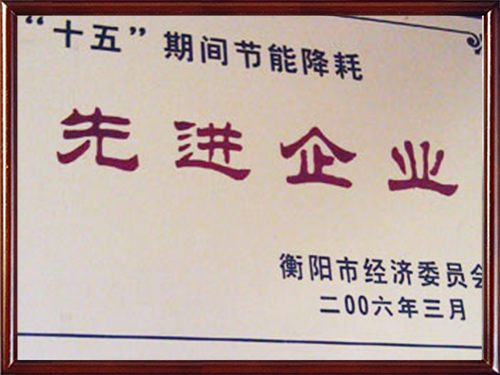 “十五”期间节能降耗
先进企业
衡阳市经济委员会
二00六年三月